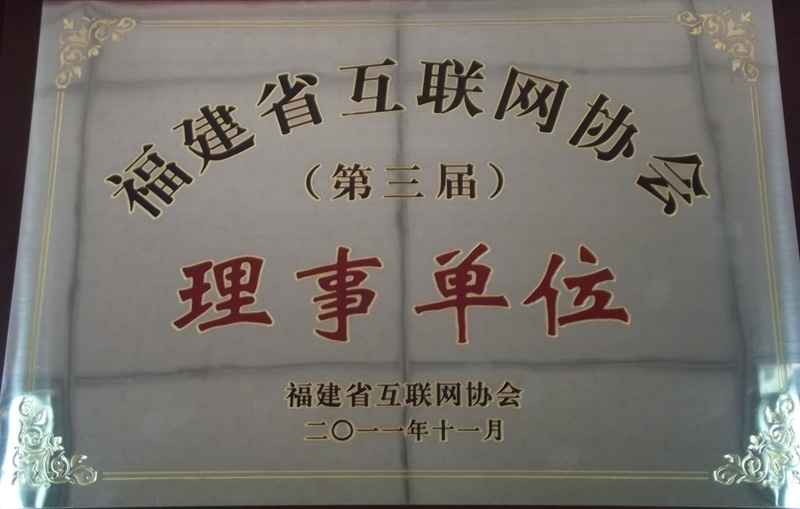 福建省互联网协会
（第三届）
理事单位
福建省互联网协会
二〇一一年十一月